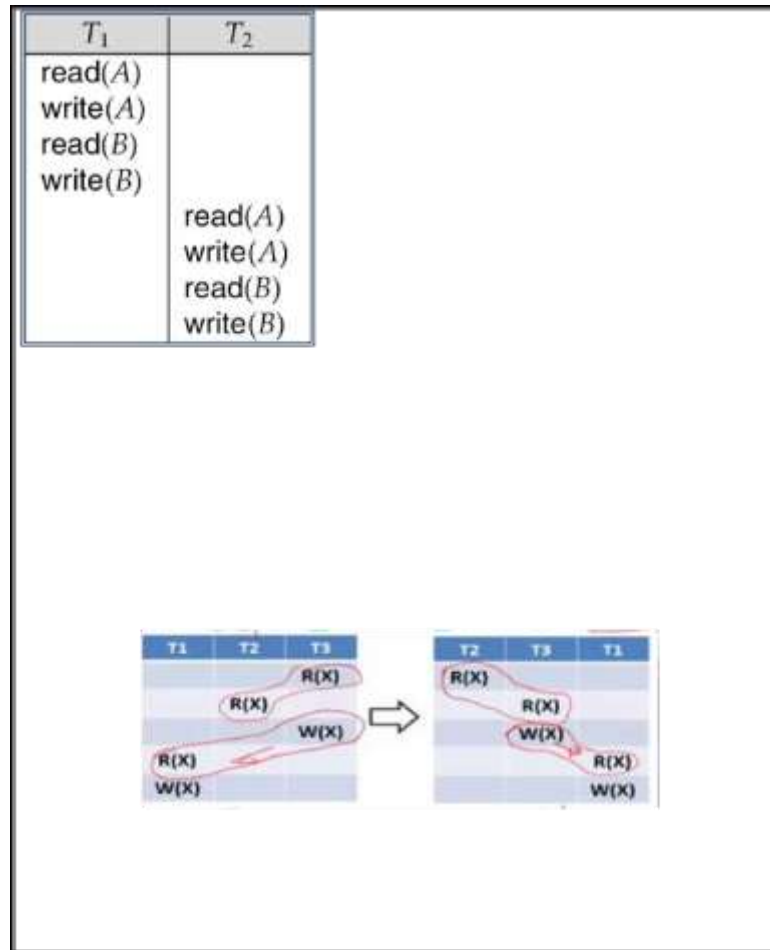 T1 T2
read(A)
write(A)
read(B)
write(B)
read(A)
write(A)
read(B)
write(B)
T1 T2 T3
R(X)
R(X)
W(X)
R(X)
W(X)
T2 T3 T1
R(X)
R(X)
W(X)
R(X)
W(X)